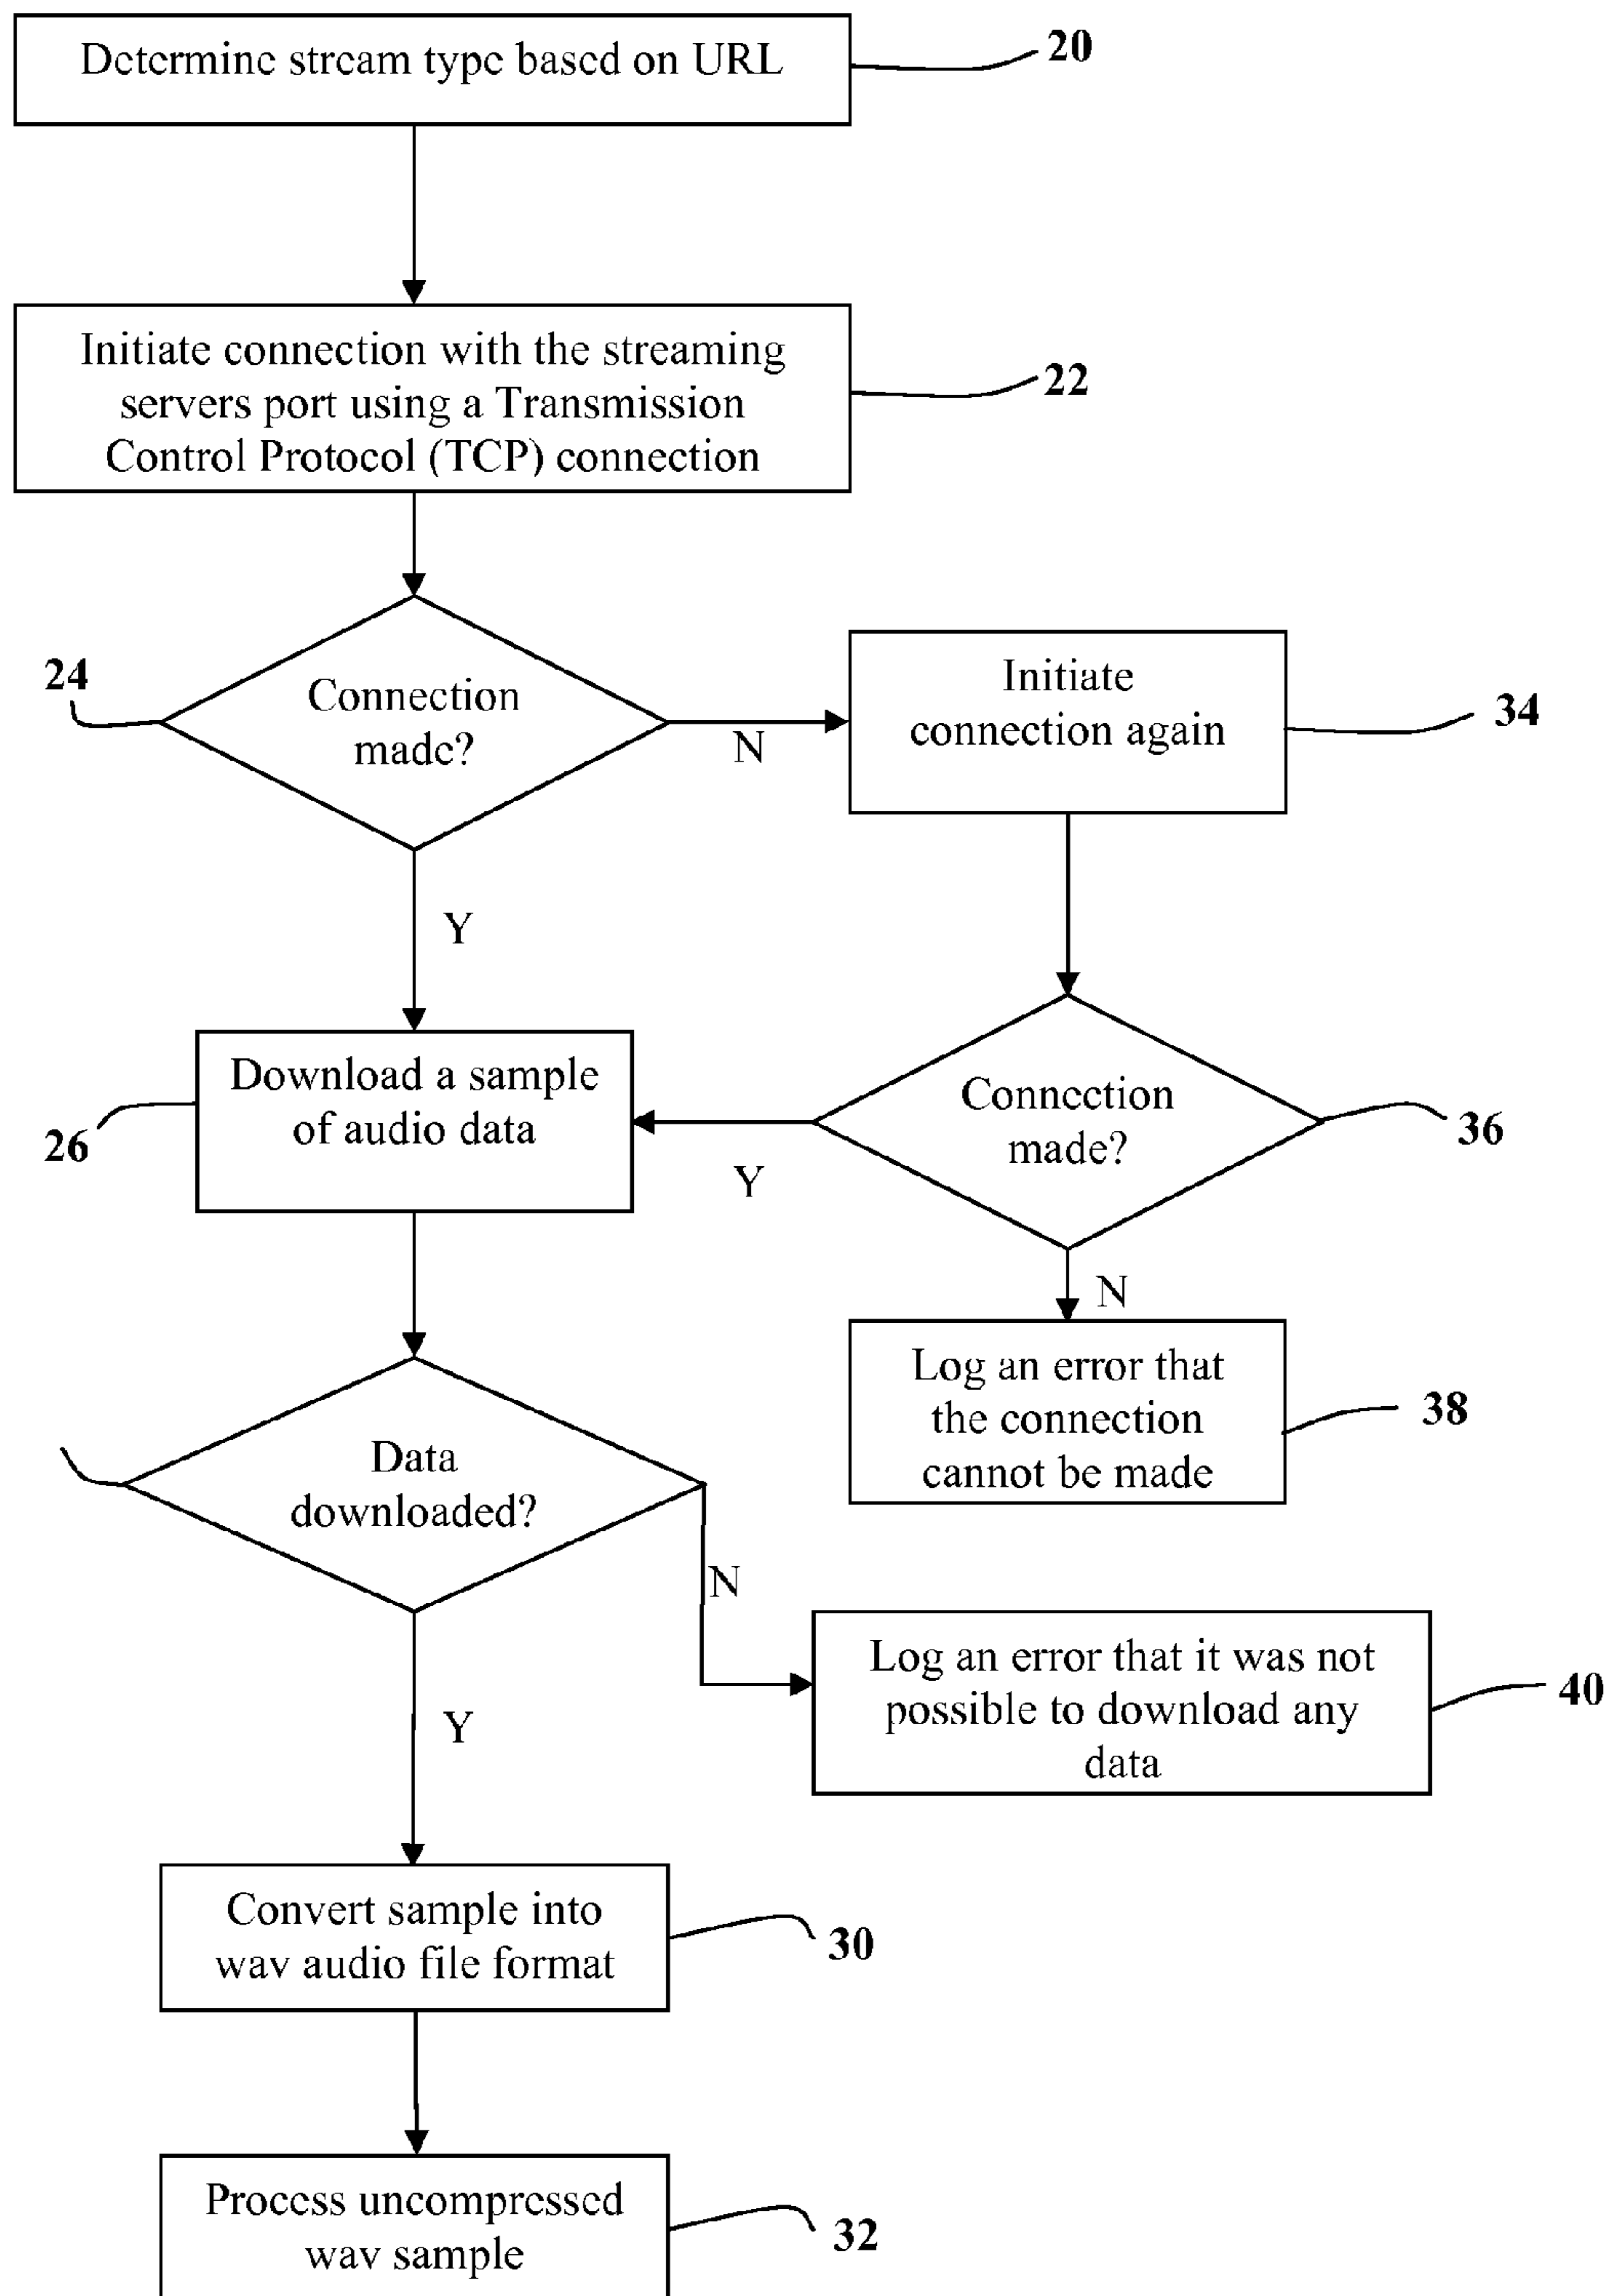 Determine stream type based on URL
20
Initiate connection with the streaming
servers port using a Transmission
Control Protocol (TCP) connection
22
24
Connection
made?
N
Initiate
connection again
34
Y
Download a sample
of audio data
26
Y
Connection
made?
36
N
Log an error that
the connection
cannot be made
38
Data
downloaded?
N
Log an error that it was not
possible to download any
data
40
Y
Convert sample into
wav audio file format
30
Process uncompressed
wav sample
32